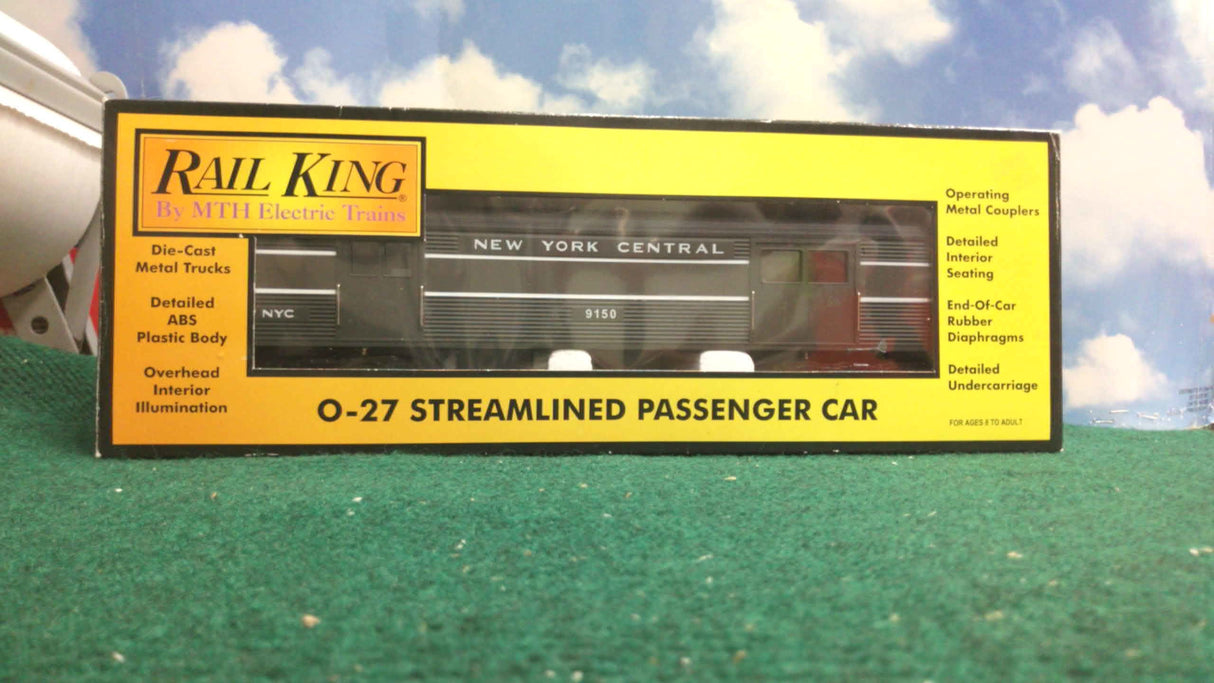 RAIL KING®
By MTH Electric Trains
Die-Cast
Metal Trucks
Detailed
ABS
Plastic Body
Overhead
Interior
Illumination
NEW YORK CENTRAL
NYC
9150
Operating
Metal Couplers
Detailed
Interior
Seating
End-Of-Car
Rubber
Diaphragms
Detailed
Undercarriage
O-27 STREAMLINED PASSENGER CAR
FOR AGES 8 TO ADULT